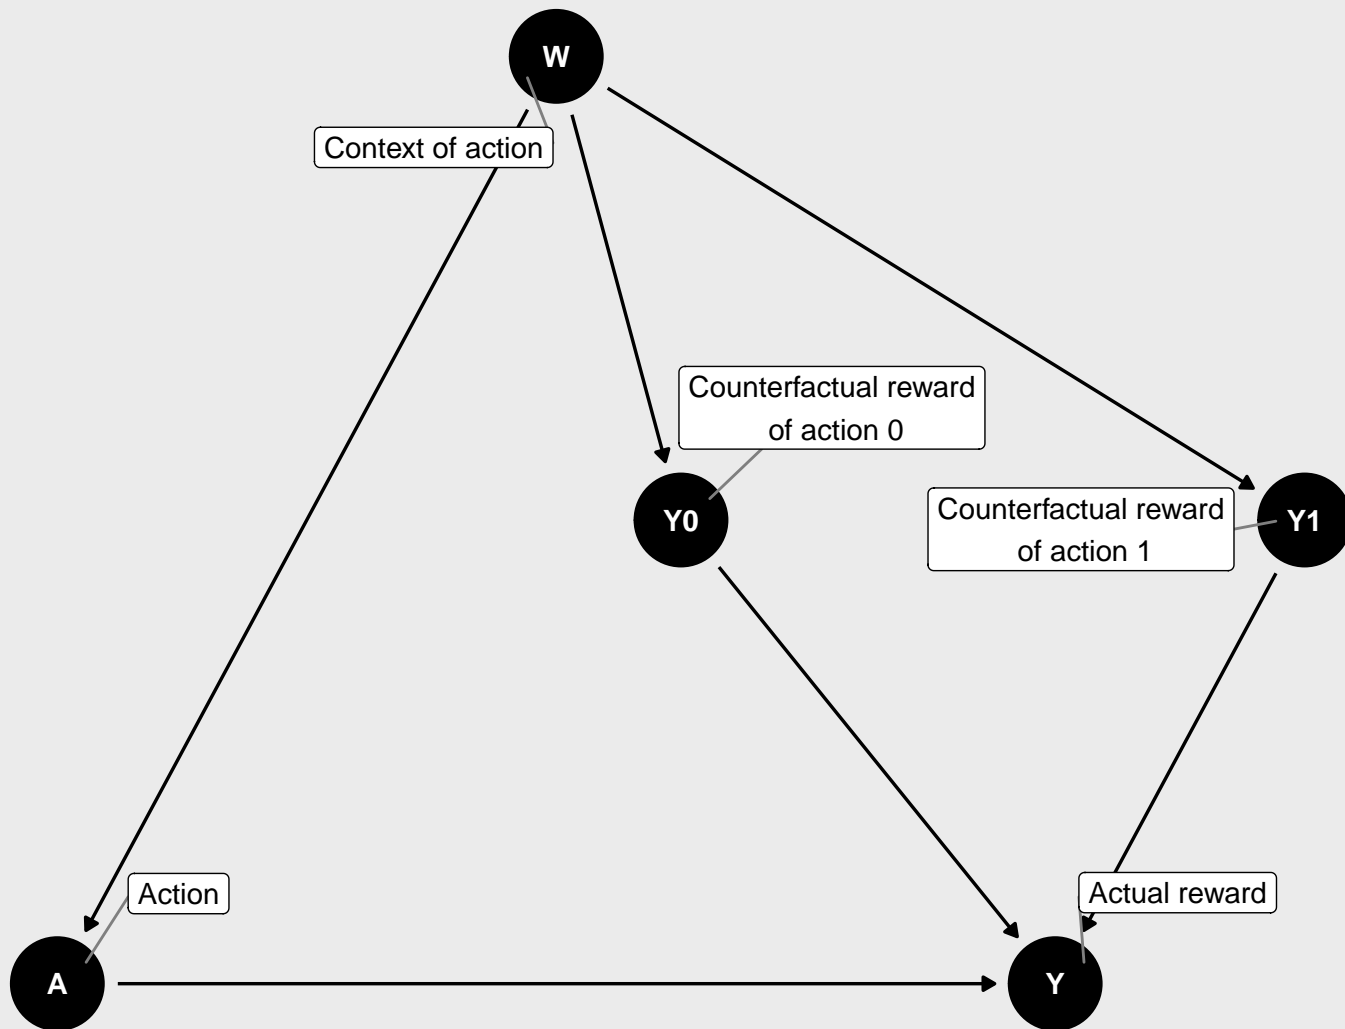 W
Context of action
Counterfactual reward
of action 0
Y0
Counterfactual reward
of action 1
Y1
Action
Actual reward
A
Y